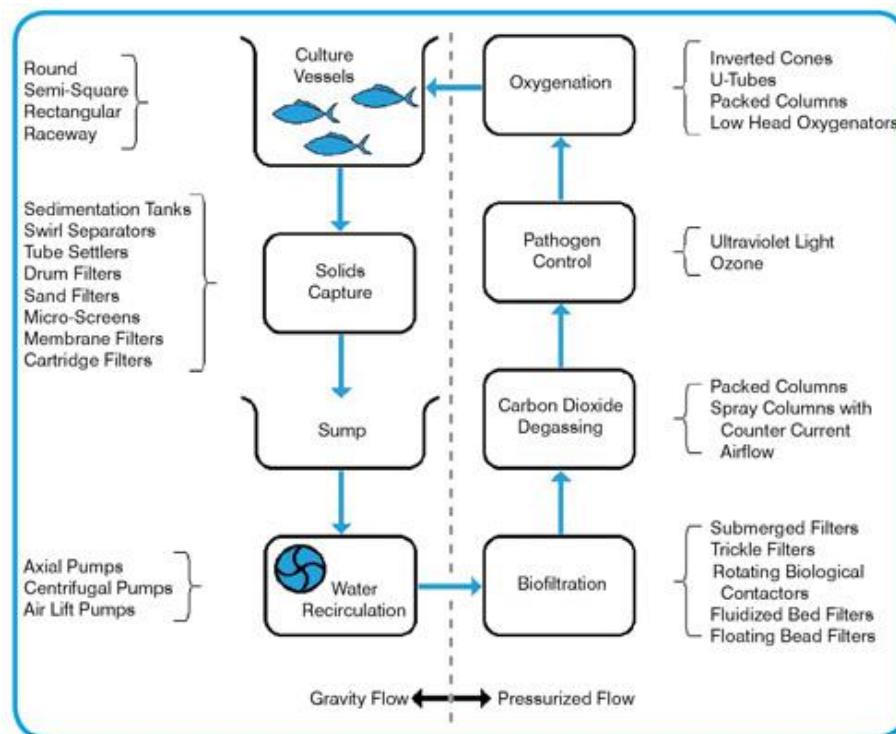 Round
Semi-Square
Rectangular
Raceway
Culture
Vessels
Oxygenation
Inverted Cones
U-Tubes
Packed Columns
Low Head Oxygenators
Sedimentation Tanks
Swirl Separators
Tube Settlers
Drum Filters
Sand Filters
Micro-Screens
Membrane Filters
Cartridge Filters
Solids
Capture
Pathogen
Control
Ultraviolet Light
Ozone
Sump
Carbon Dioxide
Degassing
Packed Columns
Spray Columns with
Counter Current
Airflow
Axial Pumps
Centrifugal Pumps
Air Lift Pumps
Water
Recirculation
Biofiltration
Submerged Filters
Trickle Filters
Rotating Biological
Contactors
Fluidized Bed Filters
Floating Bead Filters
Gravity Flow
Pressurized Flow